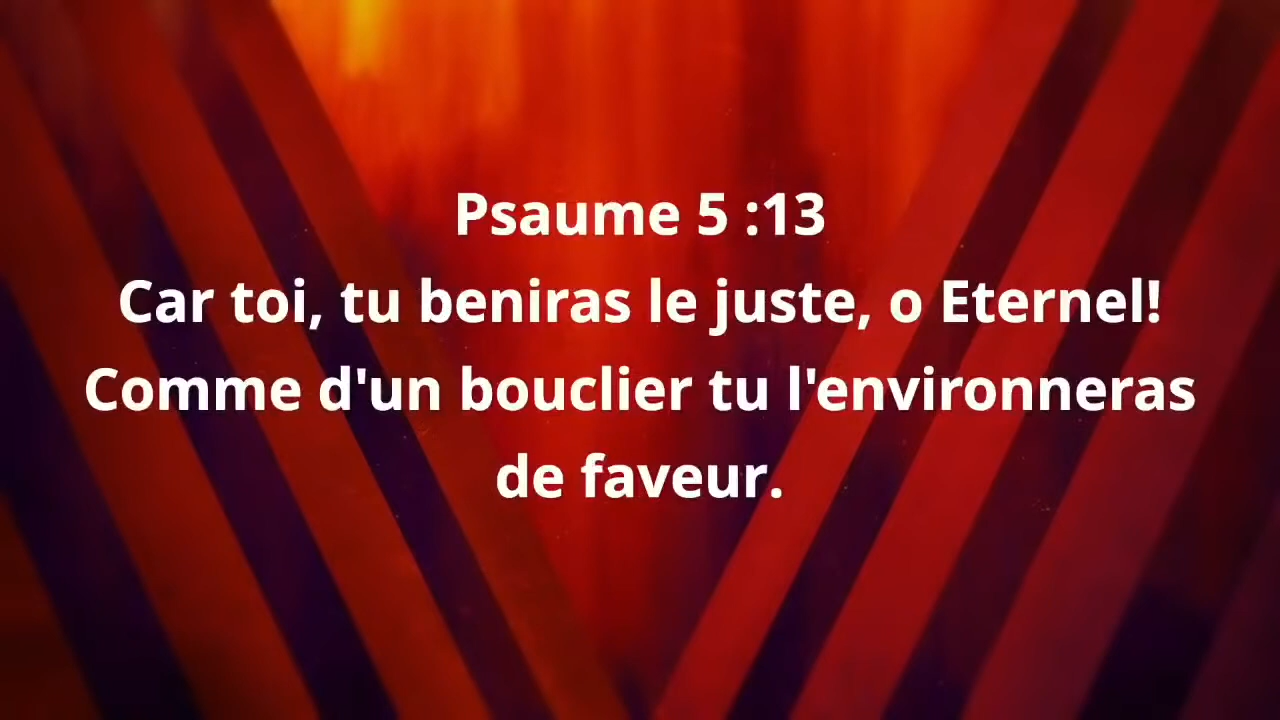 Psaume 5 :13
Car toi, tu beniras le juste, o Eternel!
Comme d'un bouclier tu l'environneras
de faveur.